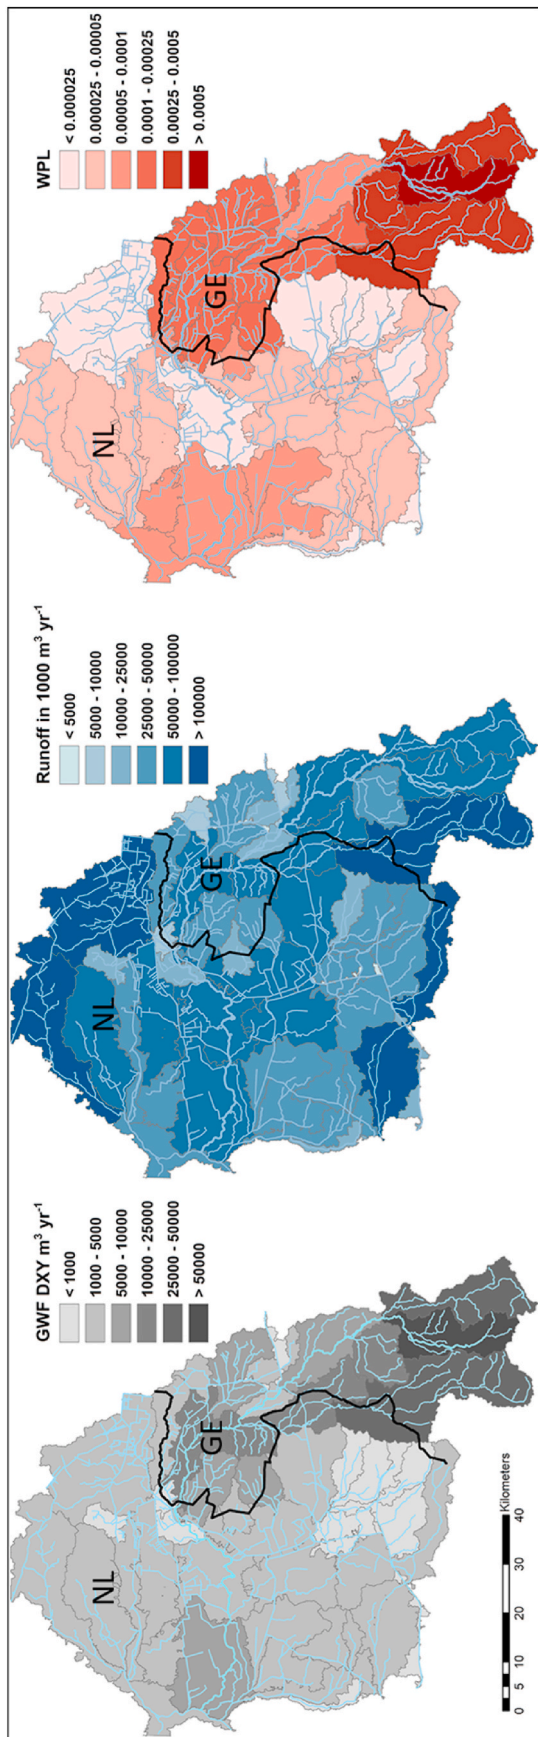 GWF DXY m³ yr⁻¹
< 1000
1000 - 5000
5000 - 10000
10000 - 25000
25000 - 50000
> 50000
NL
GE
0 5 10 20 30 40
Kilometers
Runoff in 1000 m³ yr⁻¹
< 5000
5000 - 10000
10000 - 25000
25000 - 50000
50000 - 100000
> 100000
NL
GE
WPL
< 0.000025
0.000025 - 0.00005
0.00005 - 0.0001
0.0001 - 0.00025
0.00025 - 0.0005
> 0.0005
NL
GE